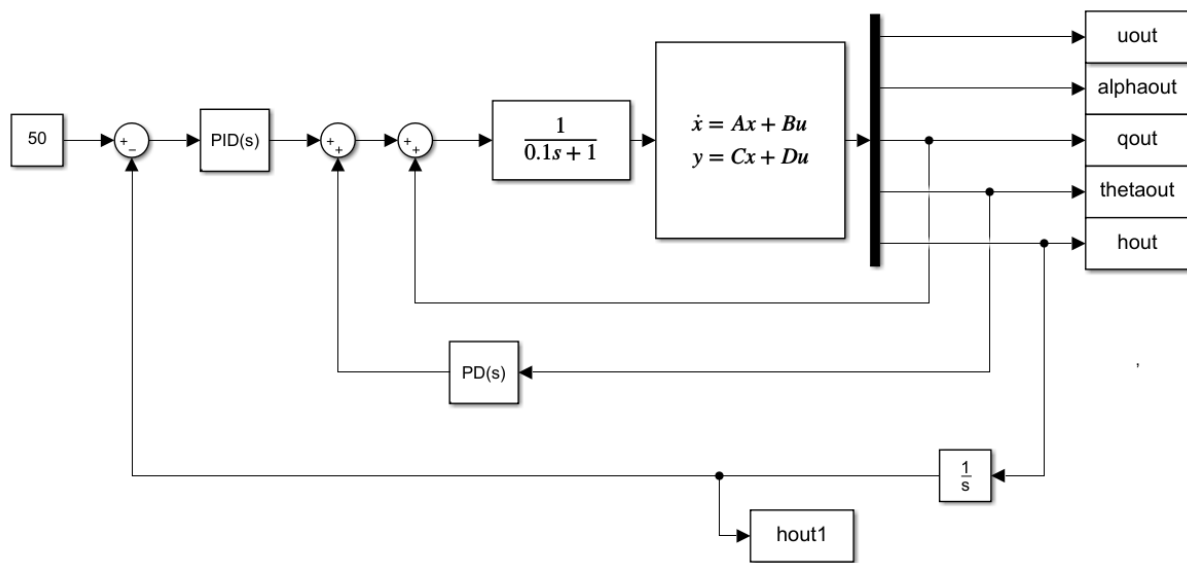 uout
alphaout
50
+
−
PID(s)
+
+
+
+
1
0.1s + 1
ẋ = Ax + Bu
y = Cx + Du
qout
thetaout
hout
PD(s)
,
1
s
hout1